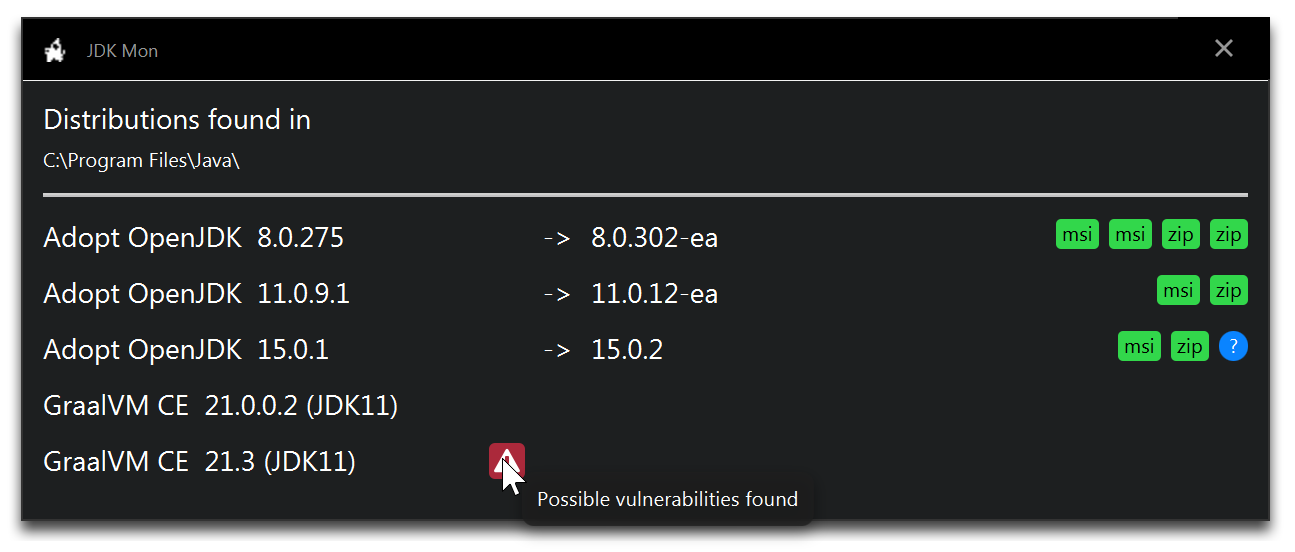 JDK Mon
Distributions found in
C:\Program Files\Java\
Adopt OpenJDK 8.0.275 -> 8.0.302-ea msi msi zip zip
Adopt OpenJDK 11.0.9.1 -> 11.0.12-ea msi zip
Adopt OpenJDK 15.0.1 -> 15.0.2 msi zip ?
GraalVM CE 21.0.0.2 (JDK11)
GraalVM CE 21.3 (JDK11)
Possible vulnerabilities found